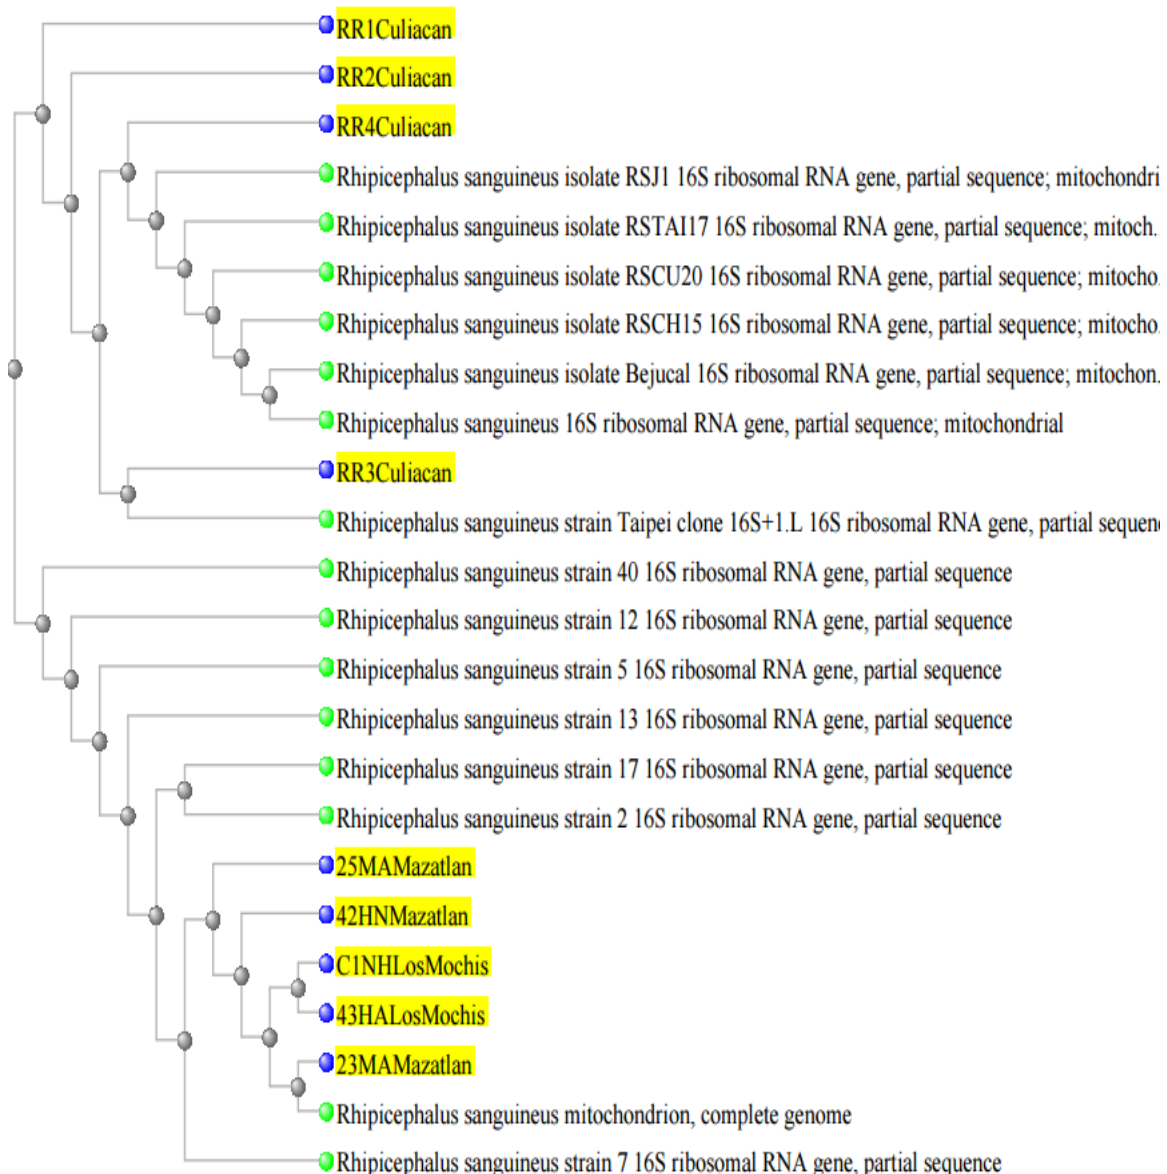 RR1Culiacan
RR2Culiacan
RR4Culiacan
Rhipicephalus sanguineus isolate RSJ1 16S ribosomal RNA gene, partial sequence; mitochondri
Rhipicephalus sanguineus isolate RSTAI17 16S ribosomal RNA gene, partial sequence; mitoch.
Rhipicephalus sanguineus isolate RSCU20 16S ribosomal RNA gene, partial sequence; mitocho.
Rhipicephalus sanguineus isolate RSCH15 16S ribosomal RNA gene, partial sequence; mitocho.
Rhipicephalus sanguineus isolate Bejucal 16S ribosomal RNA gene, partial sequence; mitochon.
Rhipicephalus sanguineus 16S ribosomal RNA gene, partial sequence; mitochondrial
RR3Culiacan
Rhipicephalus sanguineus strain Taipei clone 16S+1.L 16S ribosomal RNA gene, partial sequen
Rhipicephalus sanguineus strain 40 16S ribosomal RNA gene, partial sequence
Rhipicephalus sanguineus strain 12 16S ribosomal RNA gene, partial sequence
Rhipicephalus sanguineus strain 5 16S ribosomal RNA gene, partial sequence
Rhipicephalus sanguineus strain 13 16S ribosomal RNA gene, partial sequence
Rhipicephalus sanguineus strain 17 16S ribosomal RNA gene, partial sequence
Rhipicephalus sanguineus strain 2 16S ribosomal RNA gene, partial sequence
25MAMazatlan
42HNMazatlan
C1NHLosMochis
43HALosMochis
23MAMazatlan
Rhipicephalus sanguineus mitochondrion, complete genome
Rhipicephalus sanguineus strain 7 16S ribosomal RNA gene, partial sequence